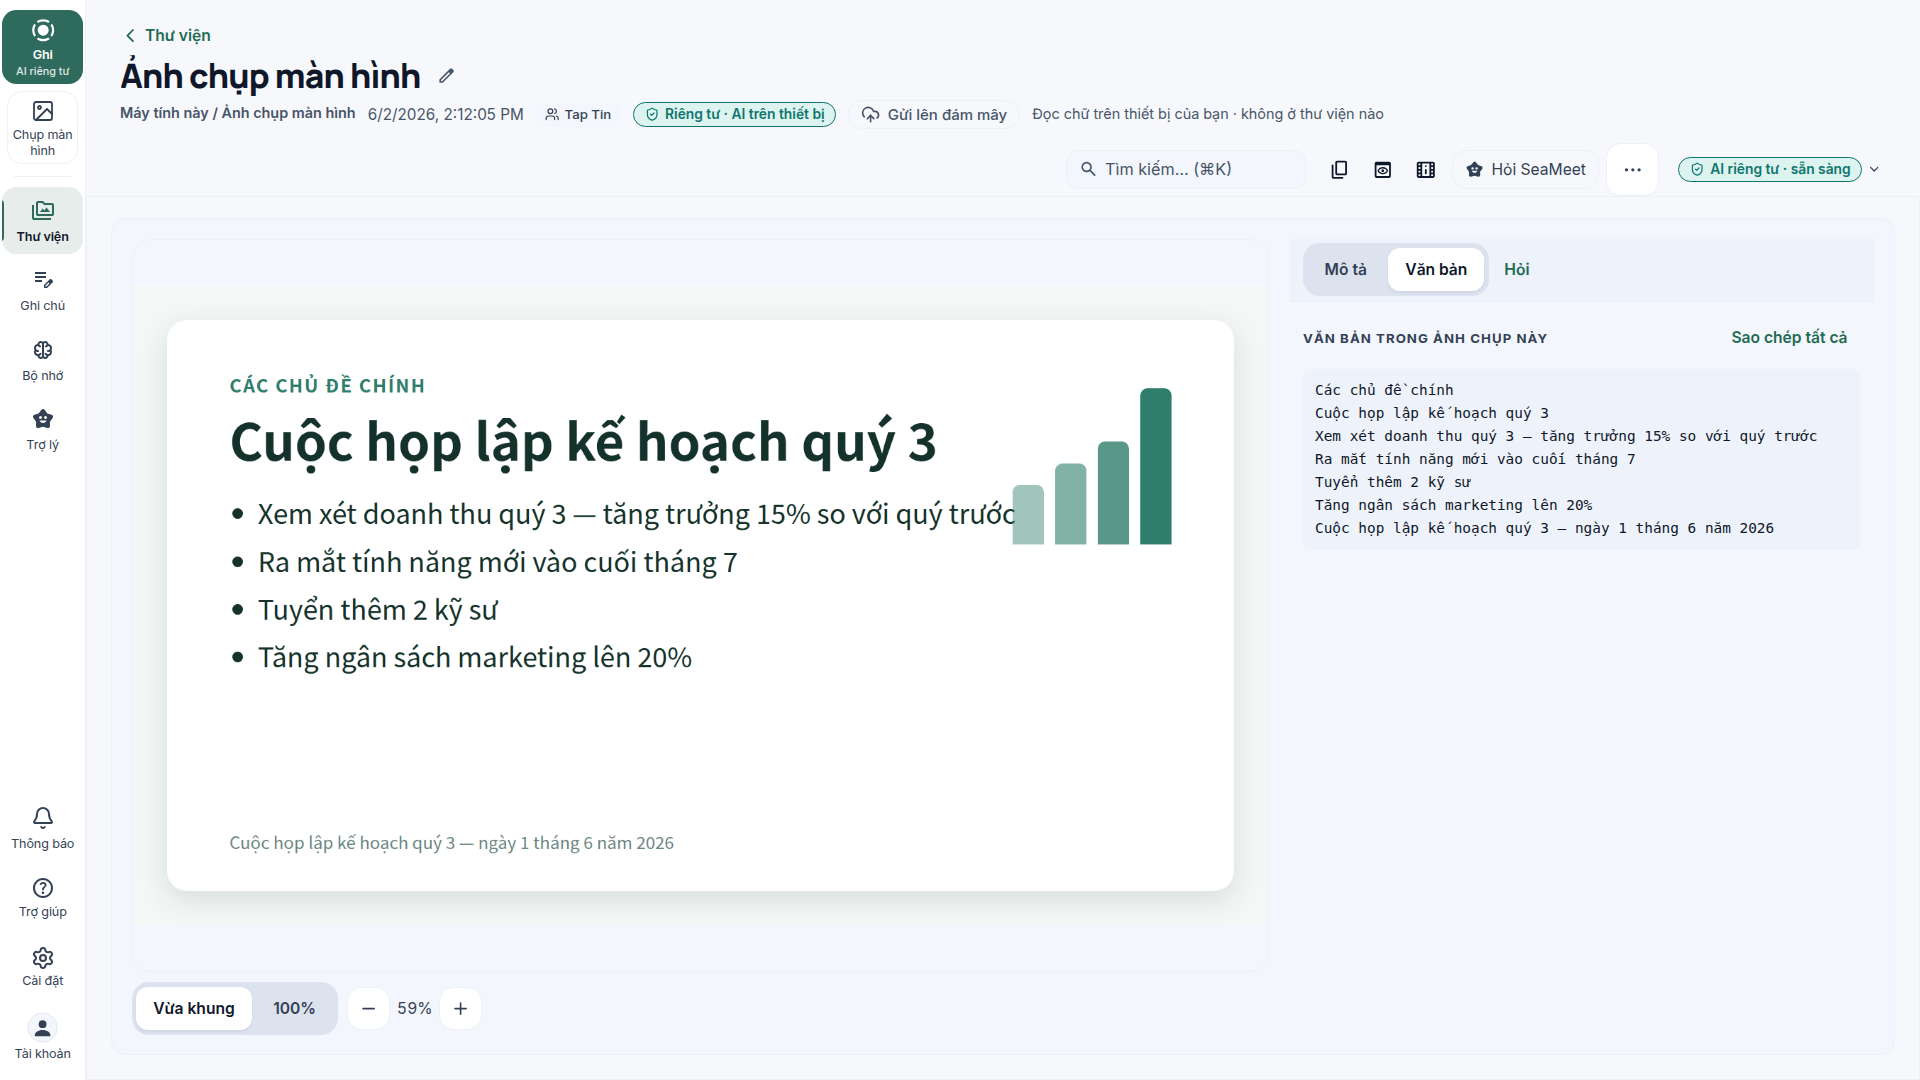 Ghi
AI riêng tư
Chụp màn hình
Thư viện
Ghi chú
Bộ nhớ
Trợ lý
Thông báo
Trợ giúp
Cài đặt
Tài khoản
Thư viện
Ảnh chụp màn hình
Máy tính này / Ảnh chụp màn hình 6/2/2026, 2:12:05 PM Tap Tin Riêng tư · AI trên thiết bị Gửi lên đám mây Đọc chữ trên thiết bị của bạn · không ở thư viện nào
Tìm kiếm... (⌘K) Hỏi SeaMeet AI riêng tư · sẵn sàng
CÁC CHỦ ĐỀ CHÍNH
Cuộc họp lập kế hoạch quý 3
• Xem xét doanh thu quý 3 — tăng trưởng 15% so với quý trước
• Ra mắt tính năng mới vào cuối tháng 7
• Tuyển thêm 2 kỹ sư
• Tăng ngân sách marketing lên 20%
Cuộc họp lập kế hoạch quý 3 — ngày 1 tháng 6 năm 2026
Vừa khung 100% 59%
Mô tả Văn bản Hỏi
VĂN BẢN TRONG ẢNH CHỤP NÀY Sao chép tất cả
Các chủ đề chính
Cuộc họp lập kế hoạch quý 3
Xem xét doanh thu quý 3 — tăng trưởng 15% so với quý trước
Ra mắt tính năng mới vào cuối tháng 7
Tuyển thêm 2 kỹ sư
Tăng ngân sách marketing lên 20%
Cuộc họp lập kế hoạch quý 3 — ngày 1 tháng 6 năm 2026